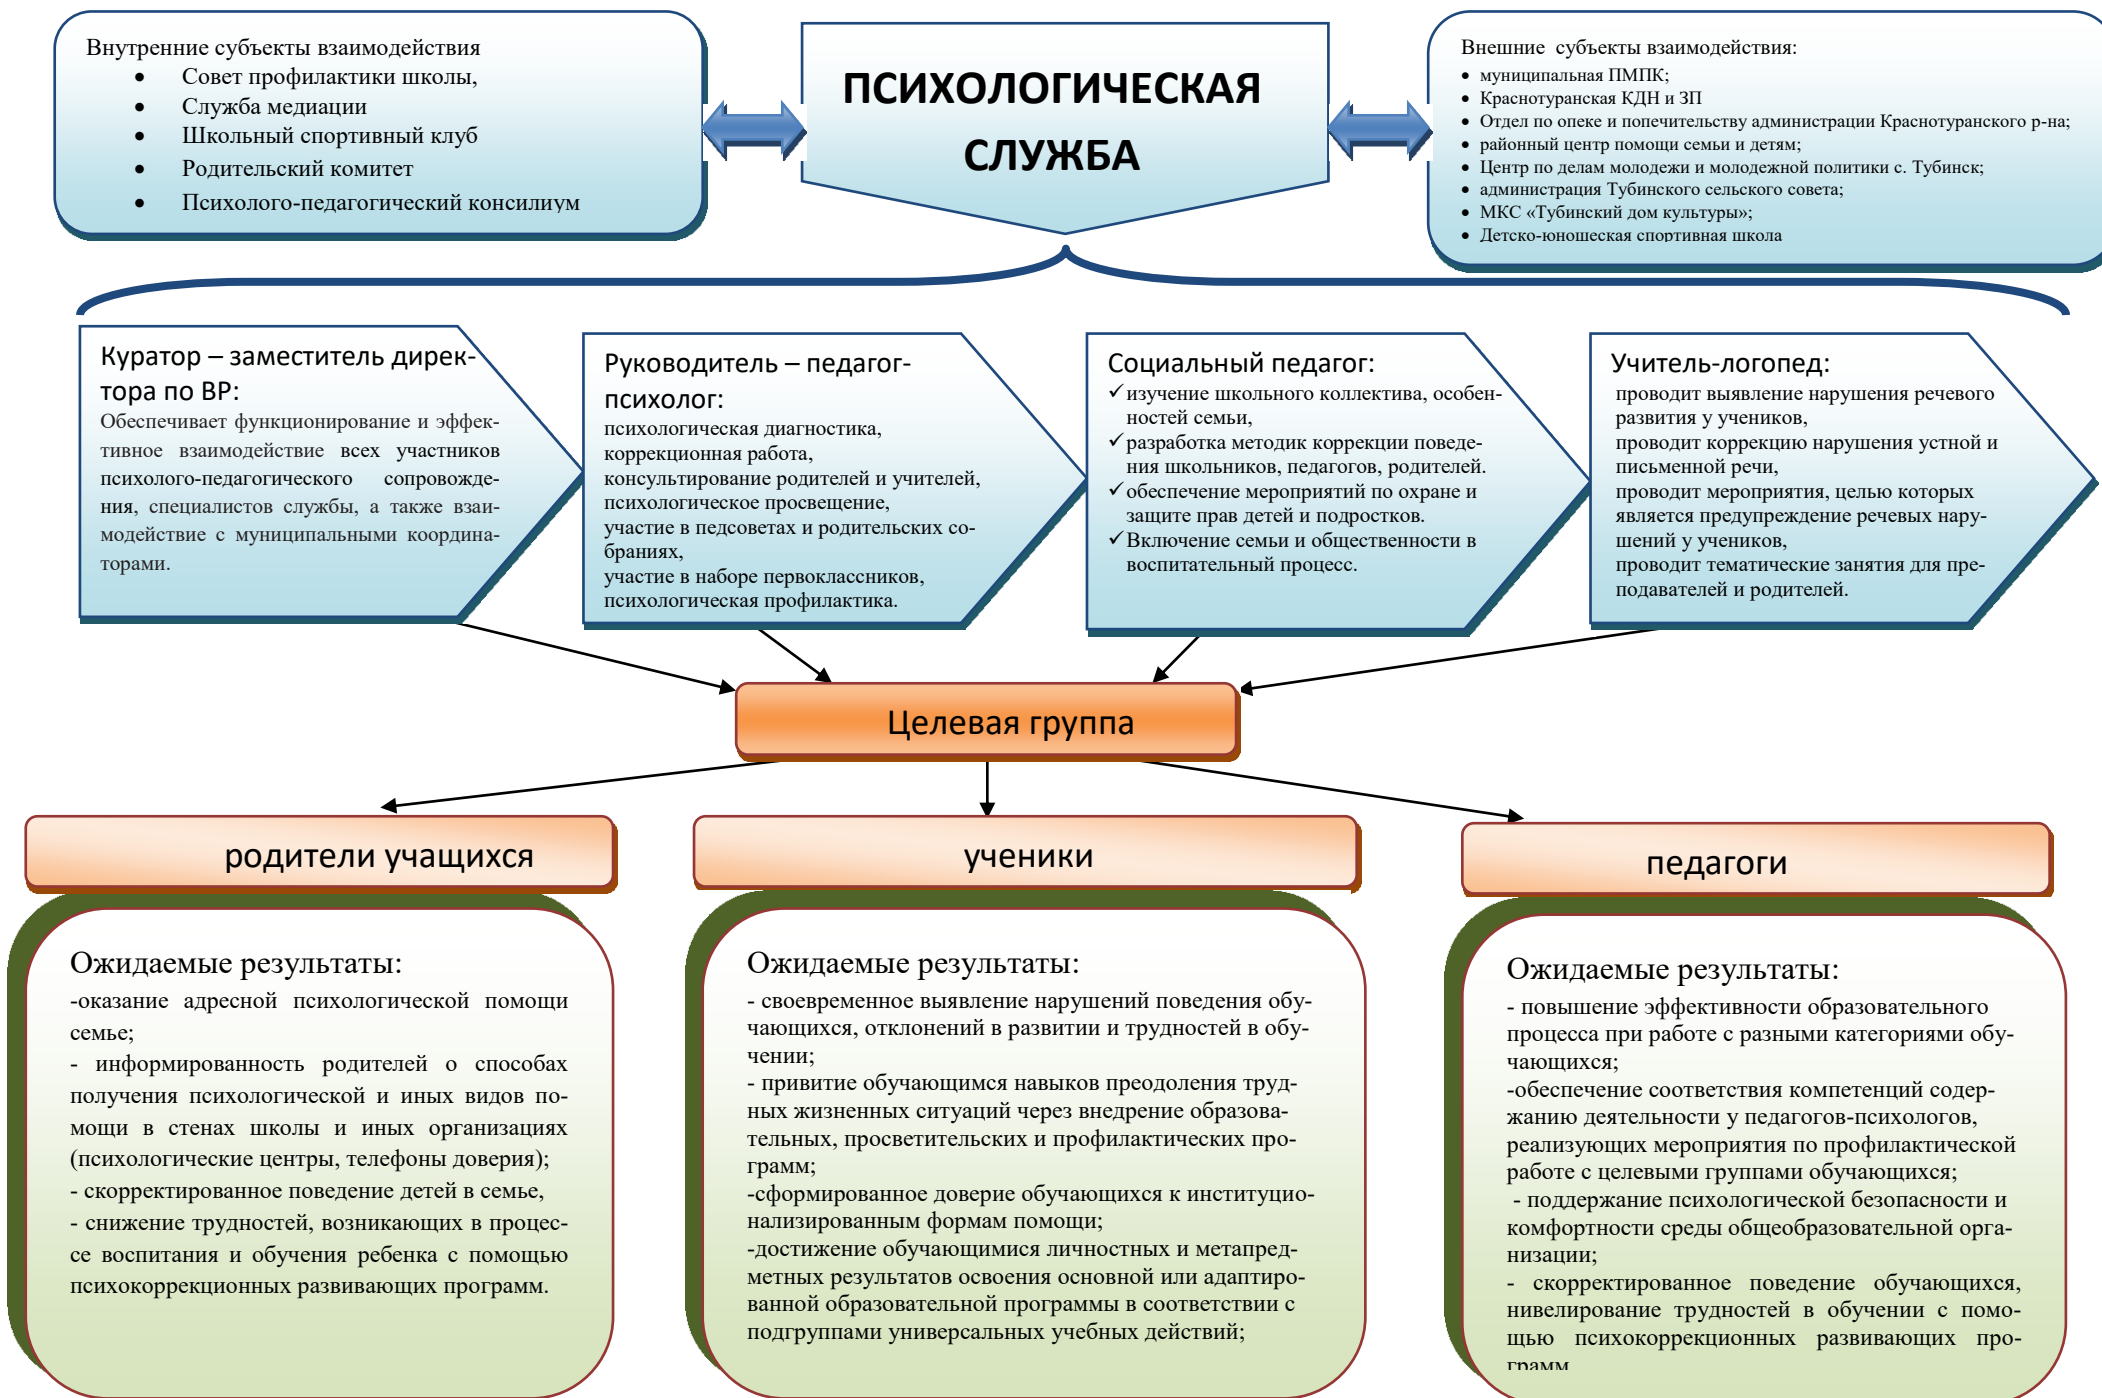 Внутренние субъекты взаимодействия
• Совет профилактики школы,
• Служба медиации
• Школьный спортивный клуб
• Родительский комитет
• Психолого-педагогический консилиум
ПСИХОЛОГИЧЕСКАЯ
СЛУЖБА
Внешние субъекты взаимодействия:
• муниципальная ПМПК;
• Краснотуранская КДН и ЗП
• Отдел по опеке и попечительству администрации Краснотуранского р-на;
• районный центр помощи семьи и детям;
• Центр по делам молодежи и молодежной политики с. Тубинск;
• администрация Тубинского сельского совета;
• МКС «Тубинский дом культуры»;
• Детско-юношеская спортивная школа
Куратор – заместитель дирек-
тора по ВР:
Обеспечивает функционирование и эффек-
тивное взаимодействие всех участников
психолого-педагогического сопровожде-
ния, специалистов службы, а также взаи-
модействие с муниципальными координа-
торами.
Руководитель – педагог-
психолог:
психологическая диагностика,
коррекционная работа,
консультирование родителей и учителей,
психологическое просвещение,
участие в педсоветах и родительских со-
браниях,
участие в наборе первоклассников,
психологическая профилактика.
Социальный педагог:
✓ изучение школьного коллектива, особен-
ностей семьи,
✓ разработка методик коррекции поведе-
ния школьников, педагогов, родителей.
✓ обеспечение мероприятий по охране и
защите прав детей и подростков.
✓ Включение семьи и общественности в
воспитательный процесс.
Учитель-логопед:
проводит выявление нарушения речевого
развития у учеников,
проводит коррекцию нарушения устной и
письменной речи,
проводит мероприятия, целью которых
является предупреждение речевых нару-
шений у учеников,
проводит тематические занятия для пре-
подавателей и родителей.
Целевая группа
родители учащихся
ученики
педагоги
Ожидаемые результаты:
-оказание адресной психологической помощи
семье;
- информированность родителей о способах
получения психологической и иных видов по-
мощи в стенах школы и иных организациях
(психологические центры, телефоны доверия);
- скорректированное поведение детей в семье,
- снижение трудностей, возникающих в процес-
се воспитания и обучения ребенка с помощью
психокоррекционных развивающих программ.
Ожидаемые результаты:
- своевременное выявление нарушений поведения обу-
чающихся, отклонений в развитии и трудностей в обу-
чении;
- привитие обучающимся навыков преодоления труд-
ных жизненных ситуаций через внедрение образова-
тельных, просветительских и профилактических про-
грамм;
-сформированное доверие обучающихся к институцио-
нализированным формам помощи;
-достижение обучающимися личностных и метапред-
метных результатов освоения основной или адаптиро-
ванной образовательной программы в соответствии с
подгруппами универсальных учебных действий;
Ожидаемые результаты:
- повышение эффективности образовательного
процесса при работе с разными категориями обу-
чающихся;
-обеспечение соответствия компетенций содер-
жанию деятельности у педагогов-психологов,
реализующих мероприятия по профилактической
работе с целевыми группами обучающихся;
- поддержание психологической безопасности и
комфортности среды общеобразовательной орга-
низации;
- скорректированное поведение обучающихся,
нивелирование трудностей в обучении с помо-
щью психокоррекционных развивающих про-
грамм